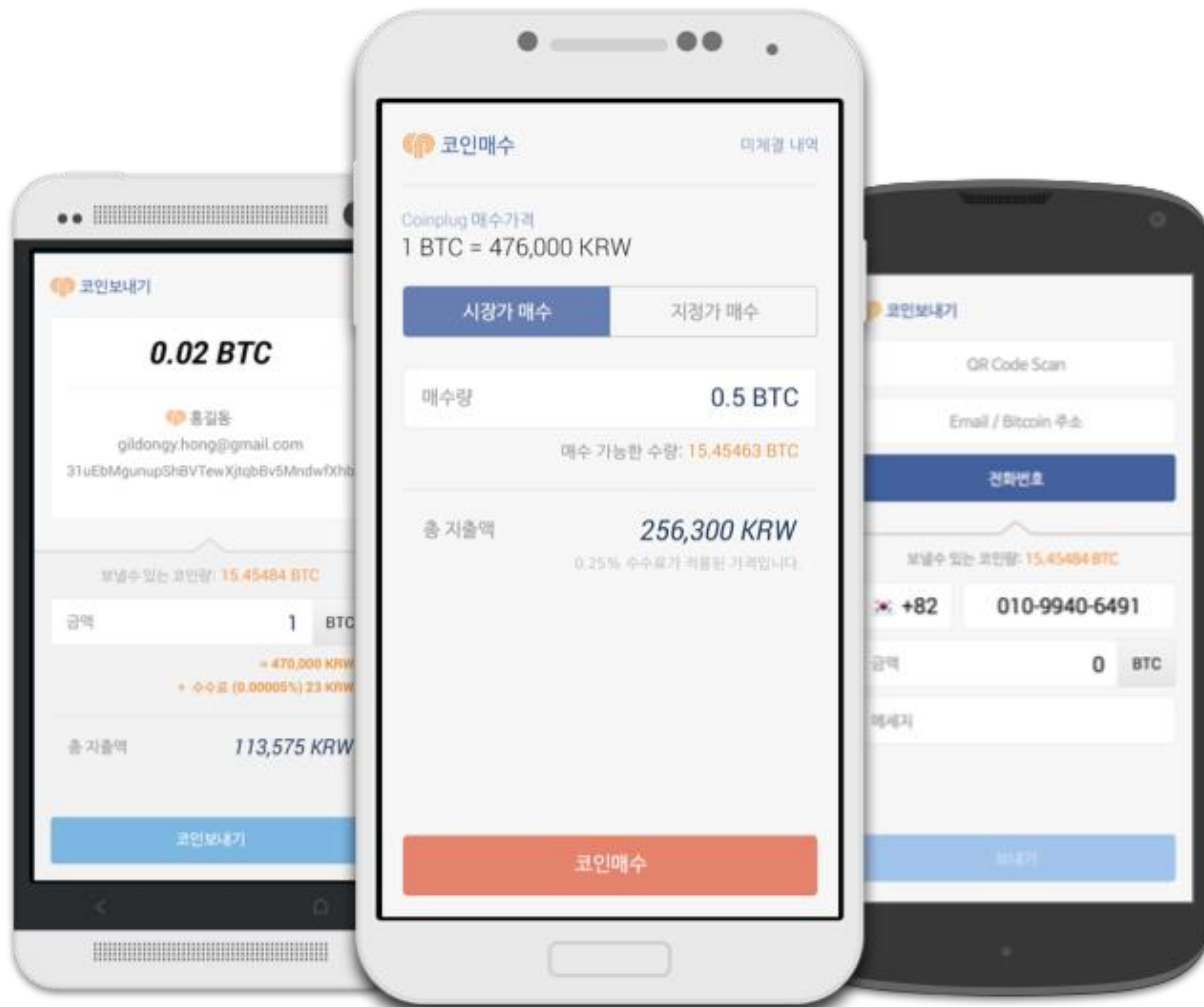 코인보내기
0.02 BTC
홍길동
gildongy.hong@gmail.com
31uEbMgunupShBVTewXjtqbBv5MndwfXhb
보낼수 있는 코인량: 15.45484 BTC
금액 1 BTC
= 470,000 KRW
+ 수수료 (0.00005%) 23 KRW
총 지출액 113,575 KRW
코인보내기
코인매수 미체결 내역
Coinplug 매수가격
1 BTC = 476,000 KRW
시장가 매수 지정가 매수
매수량 0.5 BTC
매수 가능한 수량: 15.45463 BTC
총 지출액 256,300 KRW
0.25% 수수료가 적용된 가격입니다.
코인매수
코인보내기
QR Code Scan
Email / Bitcoin 주소
전화번호
보낼수 있는 코인량: 15.45484 BTC
+82 010-9940-6491
금액 0 BTC
메세지
보내기